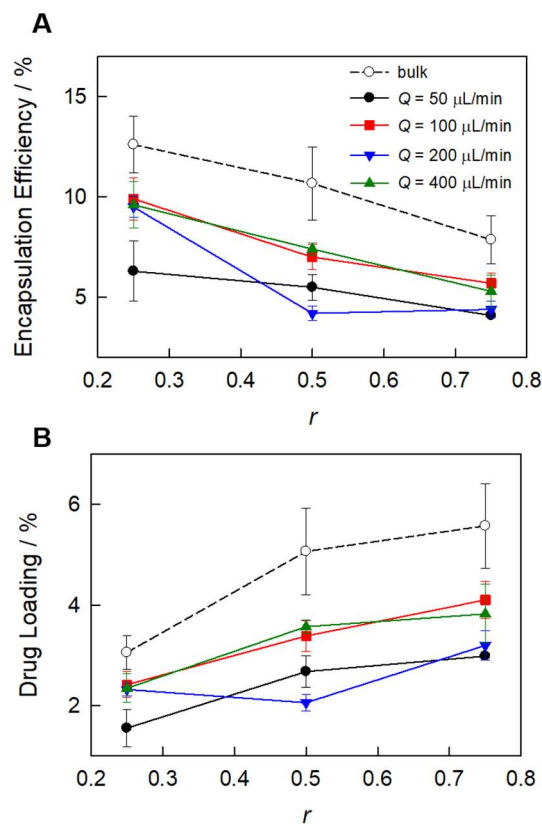 A
Encapsulation Efficiency / %
15
10
5
bulk
Q = 50 μL/min
Q = 100 μL/min
Q = 200 μL/min
Q = 400 μL/min
0.2 0.3 0.4 0.5 0.6 0.7 0.8
r
B
Drug Loading / %
6
4
2
0.2 0.3 0.4 0.5 0.6 0.7 0.8
r